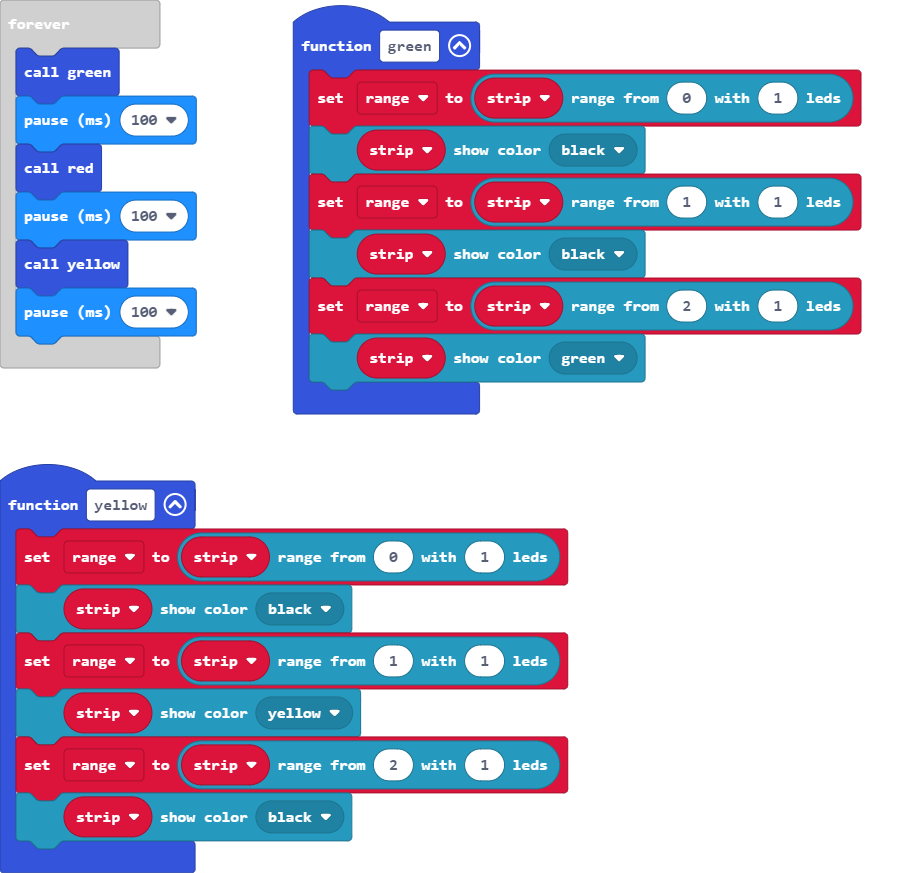 forever
call green
pause (ms) 100
call red
pause (ms) 100
call yellow
pause (ms) 100
function green
set range to strip range from 0 with 1 leds
strip show color black
set range to strip range from 1 with 1 leds
strip show color black
set range to strip range from 2 with 1 leds
strip show color green
function yellow
set range to strip range from 0 with 1 leds
strip show color black
set range to strip range from 1 with 1 leds
strip show color yellow
set range to strip range from 2 with 1 leds
strip show color black